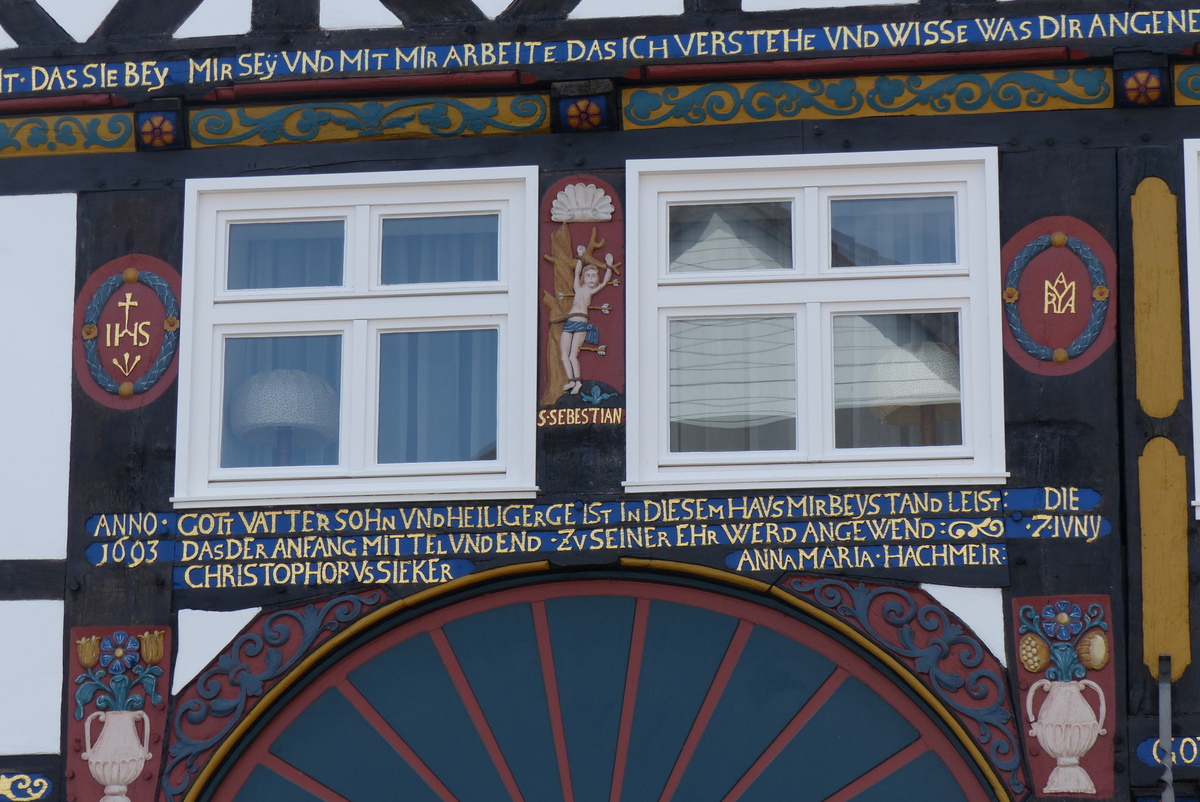 IT· DAS SIE BEY MIR SEŸ VND MIT MIR ARBEITE DAS ICH VERSTEHE VND WISSE WAS DIR ANGENE
IHS
MARYA
S·SEBESTIAN
ANNO· GOTT VATTER SOHN VND HEILIGER GEIST IN DIESEM HAVS MIR BEYSTAND LEIST: DIE
1693 DAS DER ANFANG MITTEL VND END · ZV SEINER EHR WERD ANGEWEND: ·7·IVNY
CHRISTOPHORVS SIEKER ANNA MARIA · HACHMEIR:
GO